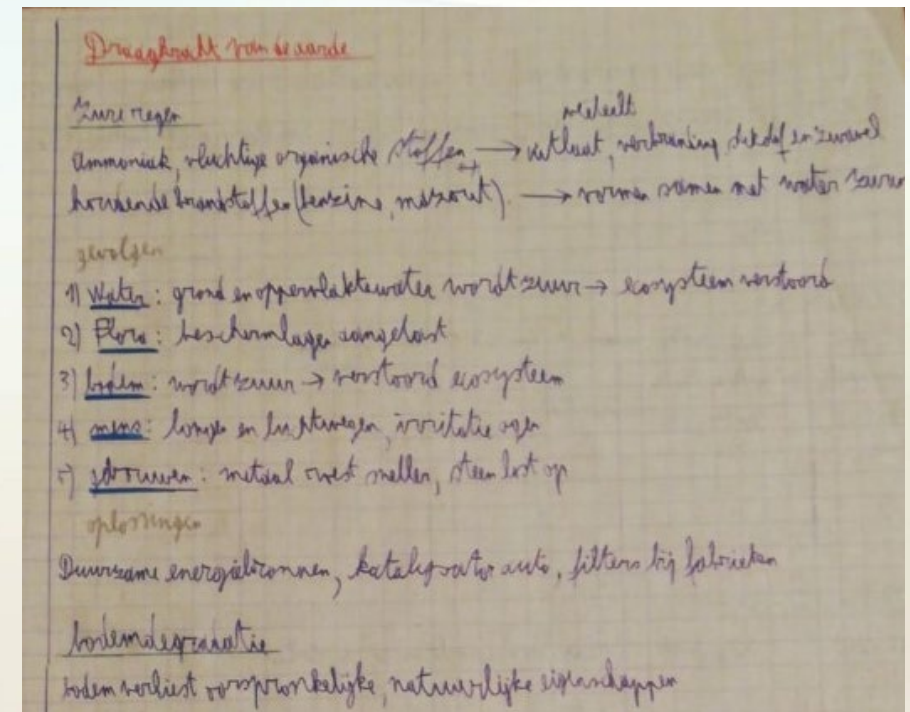 Draagkracht van de aarde
Zure regen
veeteelt
Ammoniak, vluchtige organische stoffen → uitlaat, verbranding stikstof en zwavel
houdende brandstoffen (benzine, mazout) → vormen samen met water zuren
gevolgen
1) Water: grond en oppervlaktewater wordt zuur → ecosysteem verstoord
2) Flora: beschermlagen aangetast
3) bodem: wordt zuur → verstoord ecosysteem
4) mens: longen en luchtwegen, irritatie ogen
5) gebouwen: metaal roest sneller, steen lost op
oplossingen
Duurzame energiebronnen, katalysator auto, filters bij fabrieken
bodemdegradatie
bodem verliest oorspronkelijke, natuurlijke eigenschappen